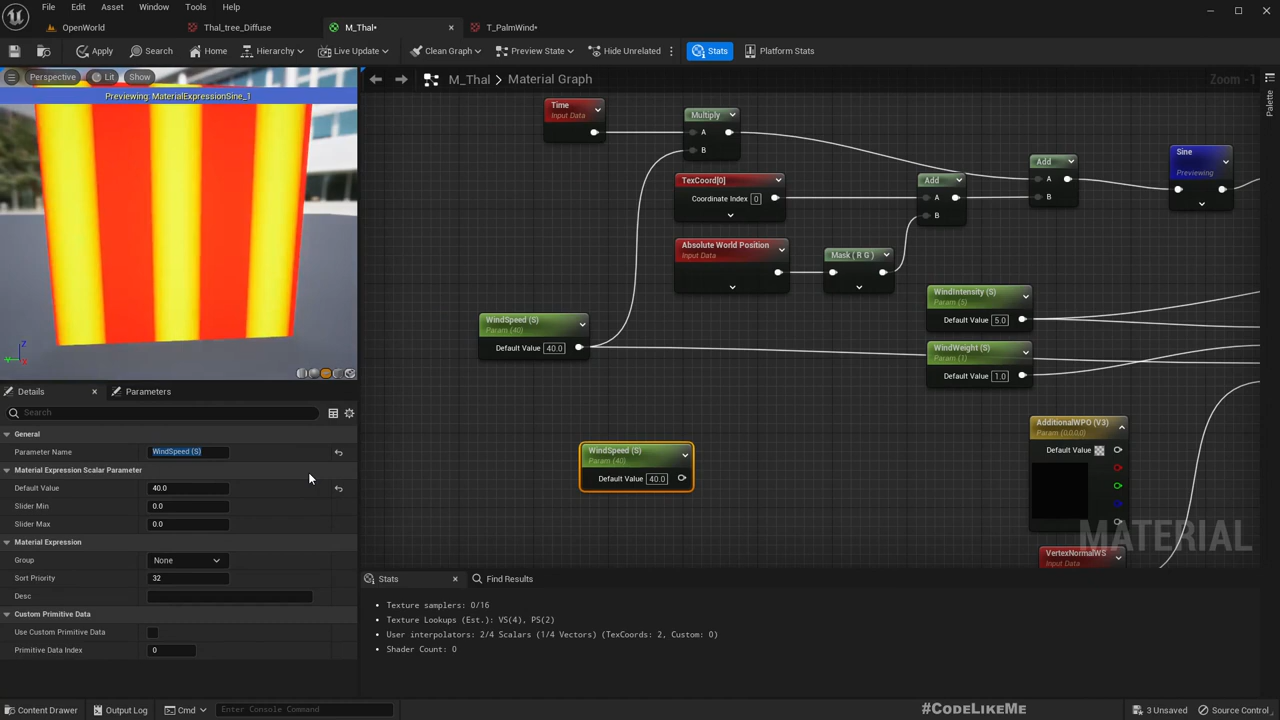 File Edit Asset Window Tools Help
OpenWorld Thal_tree_Diffuse M_Thal• T_PalmWind•
Apply Search Home Hierarchy Live Update Clean Graph Preview State Hide Unrelated Stats Platform Stats
Perspective Lit Show
Previewing: MaterialExpressionSine_1
M_Thal > Material Graph
Zoom -1
Palette
Time
Input Data
Multiply
A
B
TexCoord[0]
Coordinate Index 0
Absolute World Position
Input Data
Mask ( R G )
Add
A
B
Add
A
B
Sine
Previewing
WindSpeed (S)
Param (40)
Default Value 40.0
WindIntensity (S)
Param (5)
Default Value 5.0
WindWeight (S)
Param (1)
Default Value 1.0
WindSpeed (S)
Param (40)
Default Value 40.0
AdditionalWPO (V3)
Param (0,0,0,0)
Default Value
VertexNormalWS
Input Data
MATERIAL
Details Parameters
Search
General
Parameter Name WindSpeed (S)
Material Expression Scalar Parameter
Default Value 40.0
Slider Min 0.0
Slider Max 0.0
Material Expression
Group None
Sort Priority 32
Desc
Custom Primitive Data
Use Custom Primitive Data
Primitive Data Index 0
Stats Find Results
Texture samplers: 0/16
Texture Lookups (Est.): VS(4), PS(2)
User interpolators: 2/4 Scalars (1/4 Vectors) (TexCoords: 2, Custom: 0)
Shader Count: 0
Content Drawer Output Log Cmd Enter Console Command
#CodeLikeMe
3 Unsaved Source Control